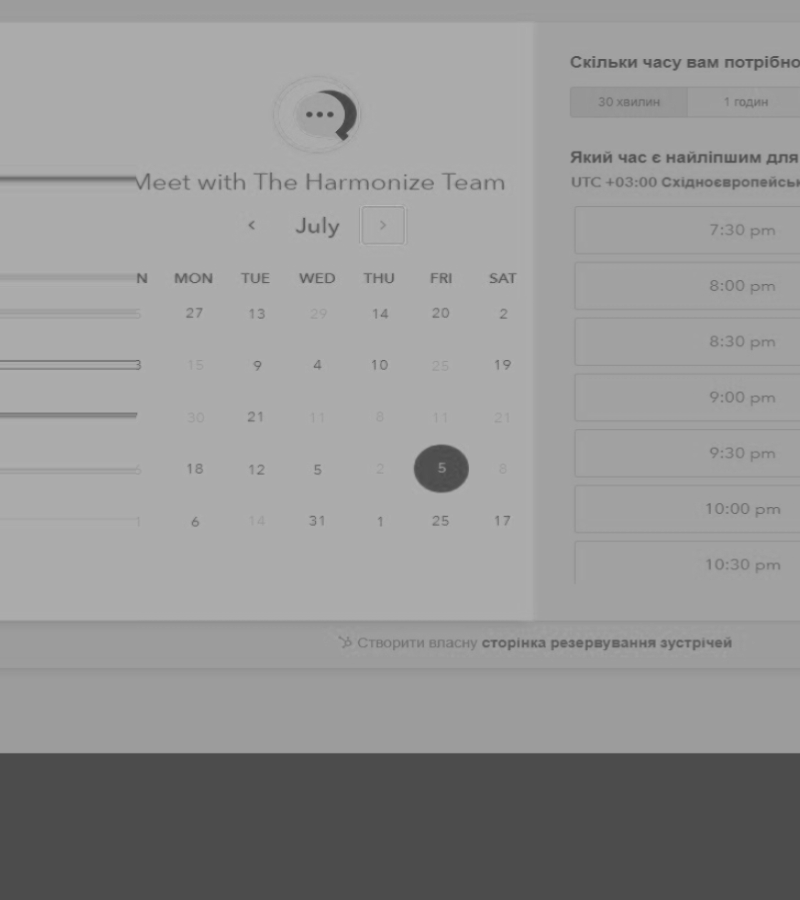 Meet with The Harmonize Team
July
N MON TUE WED THU FRI SAT
5 27 13 29 14 20 2
3 15 9 4 10 25 19
30 21 11 8 11 21
6 18 12 5 2 5 8
1 6 14 31 1 25 17
Скільки часу вам потрібно
30 хвилин 1 годин
Який час є найліпшим для
UTC +03:00 Східноєвропейськ
7:30 pm
8:00 pm
8:30 pm
9:00 pm
9:30 pm
10:00 pm
10:30 pm
Створити власну сторінка резервування зустрічей